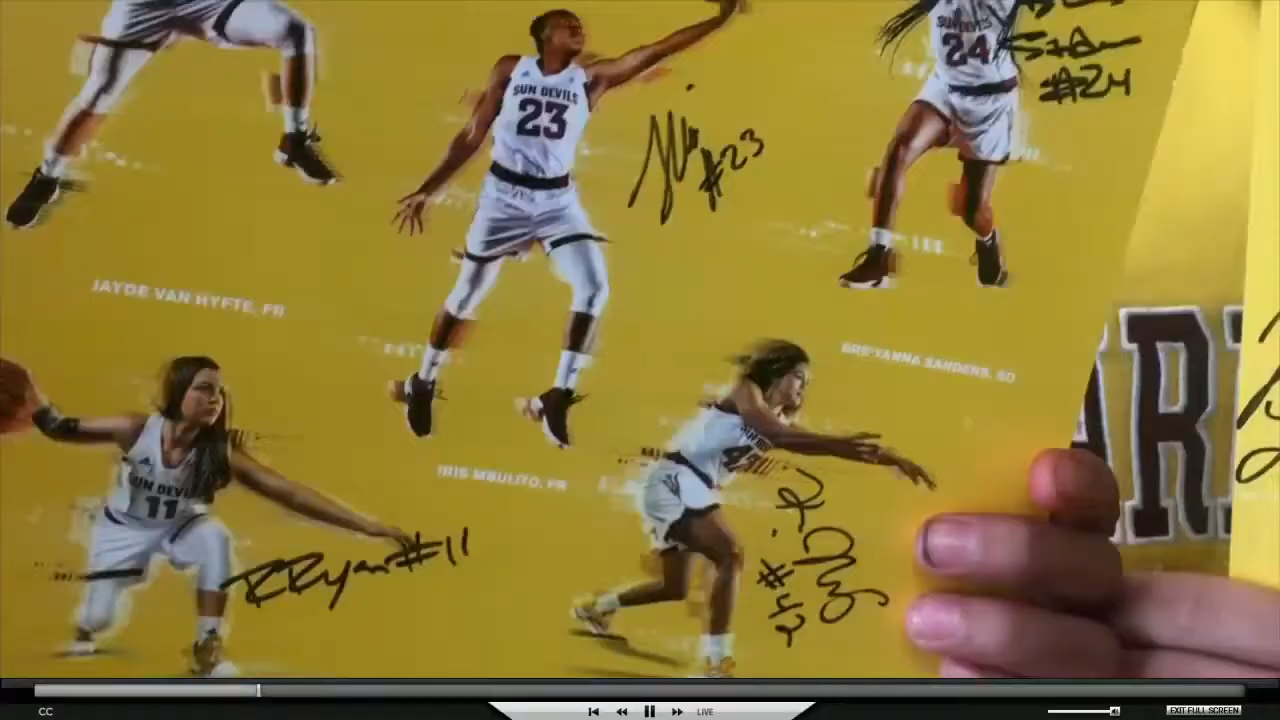 SUN DEVILS
24
#24
SUN DEVILS
23
#23
JAYDE VAN HYFTE, FR
BRE'YANNA SANDERS, SO
IRIS MBULITO, FR
SUN DEVILS
11
R Ryan #11
#
CC
LIVE
EXIT FULL SCREEN